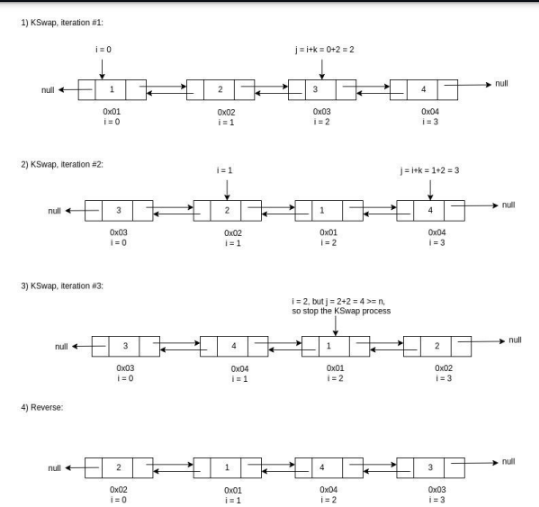 1) KSwap, iteration #1:
i = 0
j = i+k = 0+2 = 2
null 1 2 3 4 null
0x01 0x02 0x03 0x04
i = 0 i = 1 i = 2 i = 3
2) KSwap, iteration #2:
i = 1
j = i+k = 1+2 = 3
null 3 2 1 4 null
0x03 0x02 0x01 0x04
i = 0 i = 1 i = 2 i = 3
3) KSwap, iteration #3:
i = 2, but j = 2+2 = 4 >= n,
so stop the KSwap process
null 3 4 1 2 null
0x03 0x04 0x01 0x02
i = 0 i = 1 i = 2 i = 3
4) Reverse:
null 2 1 4 3 null
0x02 0x01 0x04 0x03
i = 0 i = 1 i = 2 i = 3